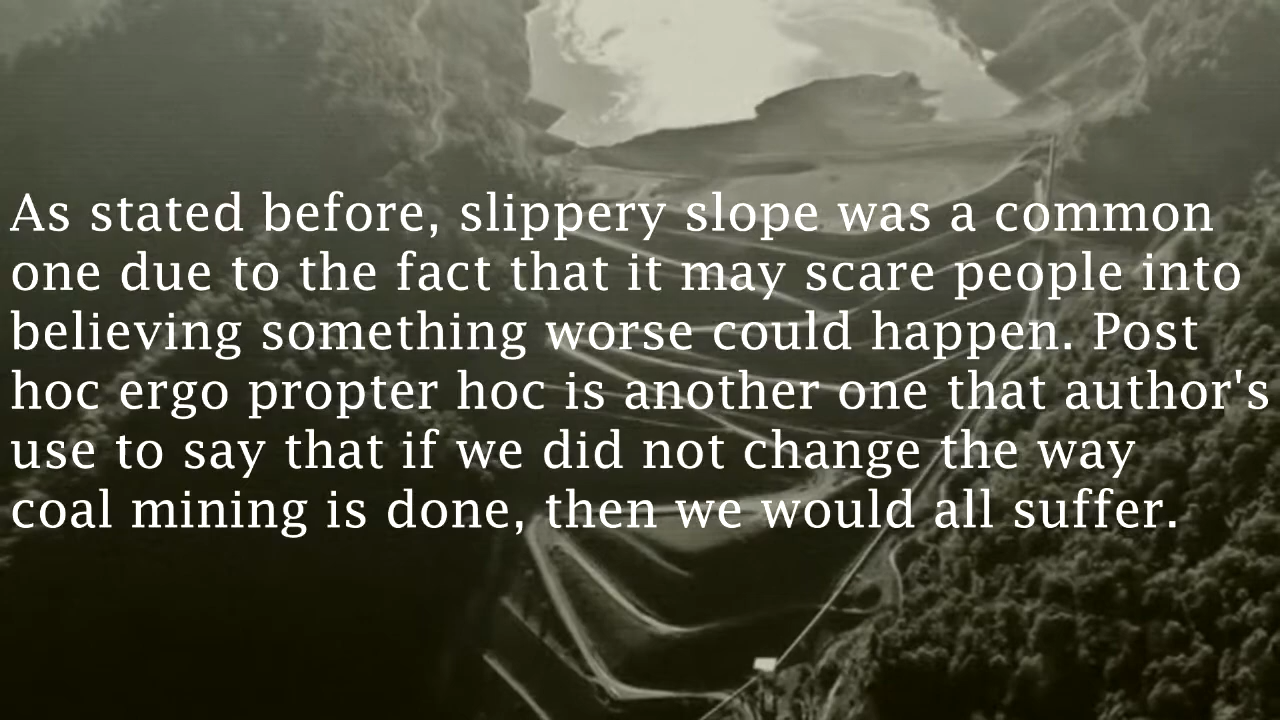 As stated before, slippery slope was a common
one due to the fact that it may scare people into
believing something worse could happen. Post
hoc ergo propter hoc is another one that author's
use to say that if we did not change the way
coal mining is done, then we would all suffer.